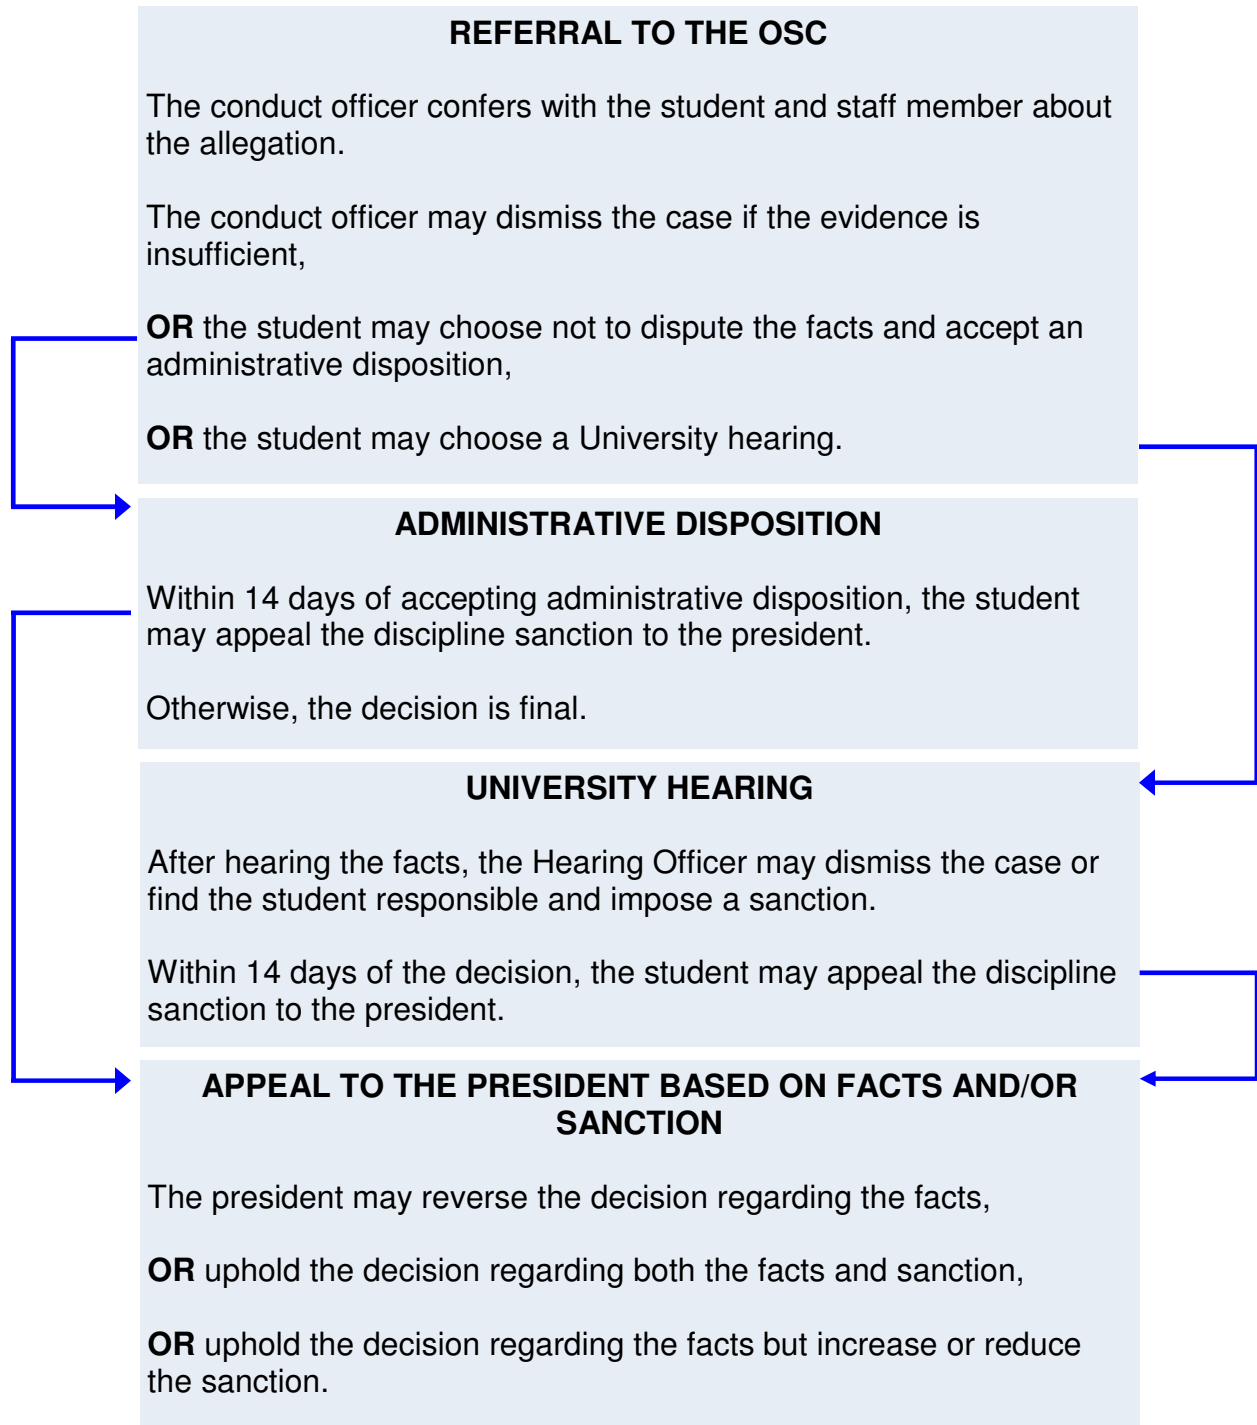 REFERRAL TO THE OSC
The conduct officer confers with the student and staff member about
the allegation.
The conduct officer may dismiss the case if the evidence is
insufficient,
OR the student may choose not to dispute the facts and accept an
administrative disposition,
OR the student may choose a University hearing.
ADMINISTRATIVE DISPOSITION
Within 14 days of accepting administrative disposition, the student
may appeal the discipline sanction to the president.
Otherwise, the decision is final.
UNIVERSITY HEARING
After hearing the facts, the Hearing Officer may dismiss the case or
find the student responsible and impose a sanction.
Within 14 days of the decision, the student may appeal the discipline
sanction to the president.
APPEAL TO THE PRESIDENT BASED ON FACTS AND/OR
SANCTION
The president may reverse the decision regarding the facts,
OR uphold the decision regarding both the facts and sanction,
OR uphold the decision regarding the facts but increase or reduce
the sanction.